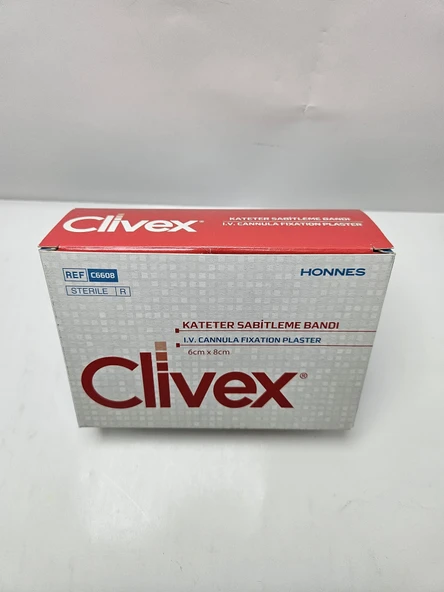 Clivex®
KATETER SABİTLEME BANDI
I.V. CANNULA FIXATION PLASTER
REF C6608
HONNES
STERILE R
KATETER SABİTLEME BANDI
I.V. CANNULA FIXATION PLASTER
6cm x 8cm
Clivex®